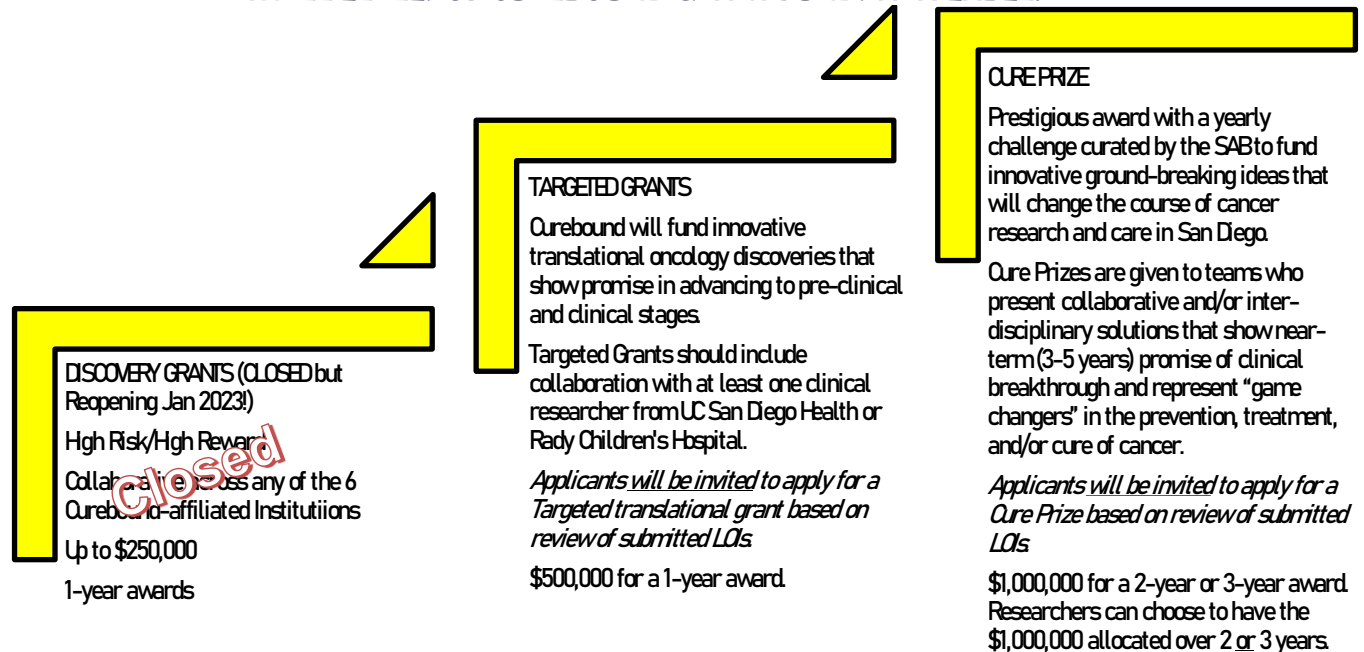 DISCOVERY GRANTS (CLOSED but
Reopening Jan 2023!)
High Risk/High Reward
Collaborative across any of the 6
Curebound-affiliated Institutiions
Up to $250,000
1-year awards
Closed
TARGETED GRANTS
Curebound will fund innovative
translational oncology discoveries that
show promise in advancing to pre-clinical
and clinical stages.
Targeted Grants should include
collaboration with at least one clinical
researcher from UC San Diego Health or
Rady Children's Hospital.
Applicants will be invited to apply for a
Targeted translational grant based on
review of submitted LOIs.
$500,000 for a 1-year award.
CURE PRIZE
Prestigious award with a yearly
challenge curated by the SAB to fund
innovative ground-breaking ideas that
will change the course of cancer
research and care in San Diego.
Cure Prizes are given to teams who
present collaborative and/or inter-
disciplinary solutions that show near-
term (3-5 years) promise of clinical
breakthrough and represent “game
changers” in the prevention, treatment,
and/or cure of cancer.
Applicants will be invited to apply for a
Cure Prize based on review of submitted
LOIs.
$1,000,000 for a 2-year or 3-year award.
Researchers can choose to have the
$1,000,000 allocated over 2 or 3 years.